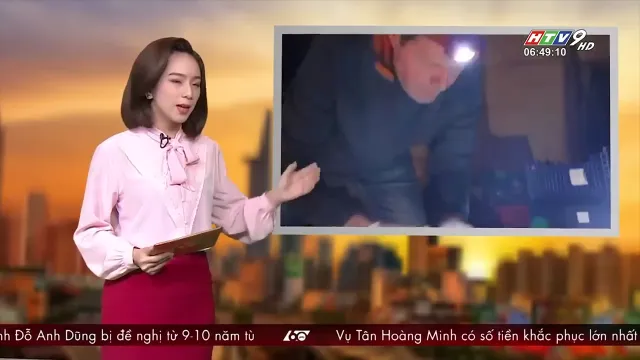 HTV9 HD
06:49:10
nh Đỗ Anh Dũng bị đề nghị từ 9-10 năm tù
60
Vụ Tân Hoàng Minh có số tiền khắc phục lớn nhất